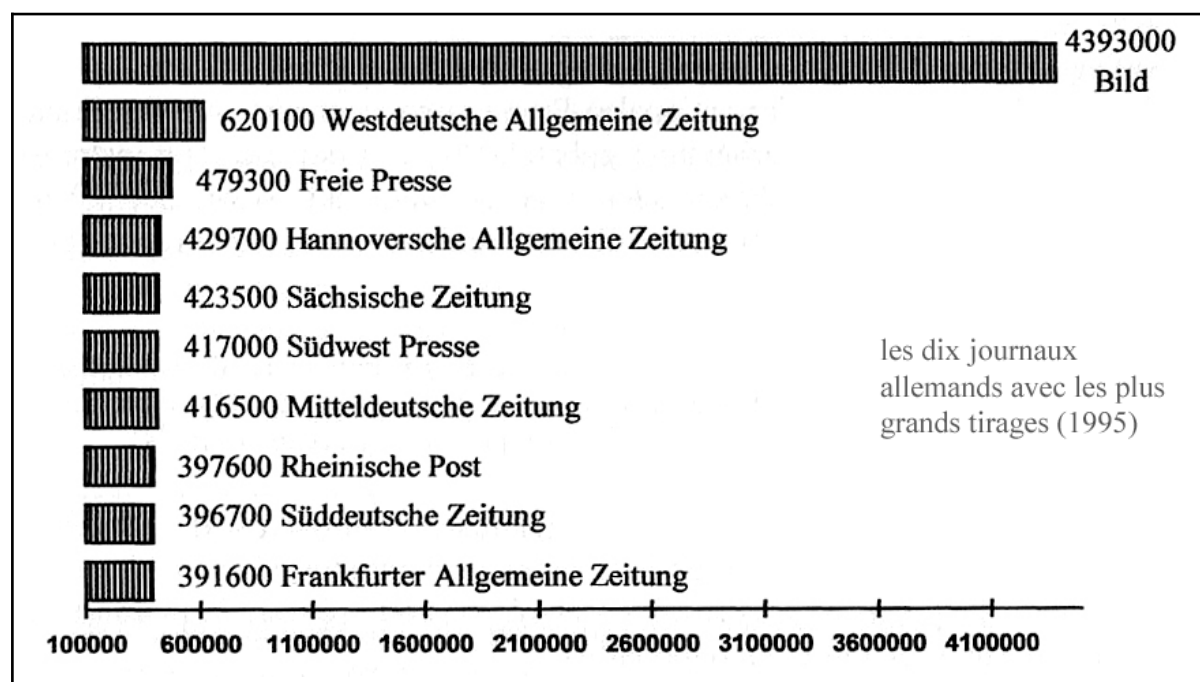 4393000
Bild
620100 Westdeutsche Allgemeine Zeitung
479300 Freie Presse
429700 Hannoversche Allgemeine Zeitung
423500 Sächsische Zeitung
417000 Südwest Presse
416500 Mitteldeutsche Zeitung
397600 Rheinische Post
396700 Süddeutsche Zeitung
391600 Frankfurter Allgemeine Zeitung
les dix journaux
allemands avec les plus
grands tirages (1995)
100000 600000 1100000 1600000 2100000 2600000 3100000 3600000 4100000